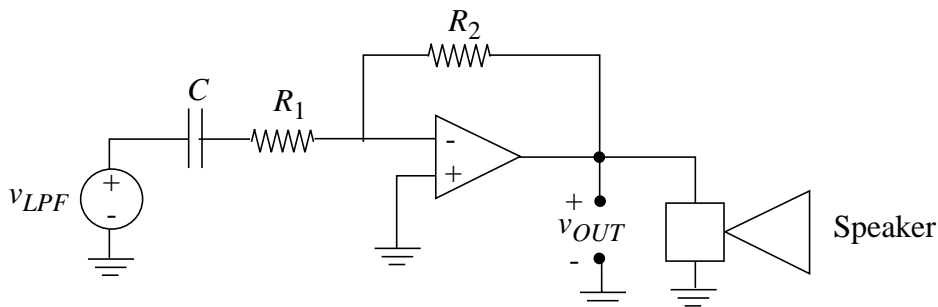 R2
C
R1
-
+
+
-
vLPF
+
vOUT
-
Speaker